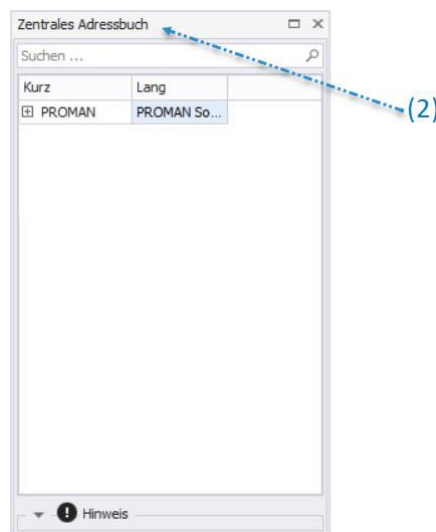 Zentrales Adressbuch
Suchen ...
Kurz Lang
PROMAN PROMAN So...
(2)
Hinweis